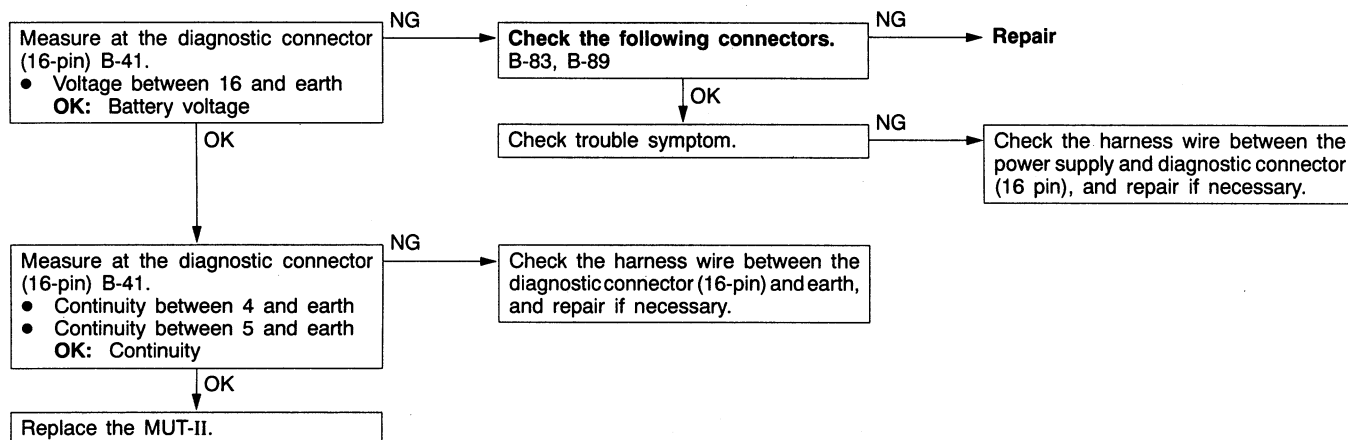 Measure at the diagnostic connector
(16-pin) B-41.
● Voltage between 16 and earth
OK: Battery voltage
NG
Check the following connectors.
B-83, B-89
NG
Repair
OK
Check trouble symptom.
NG
Check the harness wire between the
power supply and diagnostic connector
(16 pin), and repair if necessary.
OK
Measure at the diagnostic connector
(16-pin) B-41.
● Continuity between 4 and earth
● Continuity between 5 and earth
OK: Continuity
NG
Check the harness wire between the
diagnostic connector (16-pin) and earth,
and repair if necessary.
OK
Replace the MUT-II.